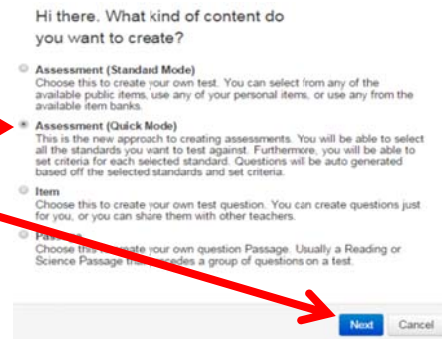 Hi there. What kind of content do
you want to create?
Assessment (Standard Mode)
Choose this to create your own test. You can select from any of the
available public items, use any of your personal items, or use any from the
available item banks.
Assessment (Quick Mode)
This is the new approach to creating assessments. You will be able to select
all the standards you want to test against. Furthermore, you will be able to
set criteria for each selected standard. Questions will be auto generated
based off the selected standards and set criteria.
Item
Choose this to create your own test question. You can create questions just
for you, or you can share them with other teachers.
Choose this to create your own question Passage. Usually a Reading or
Science Passage that precedes a group of questions on a test.
Next Cancel